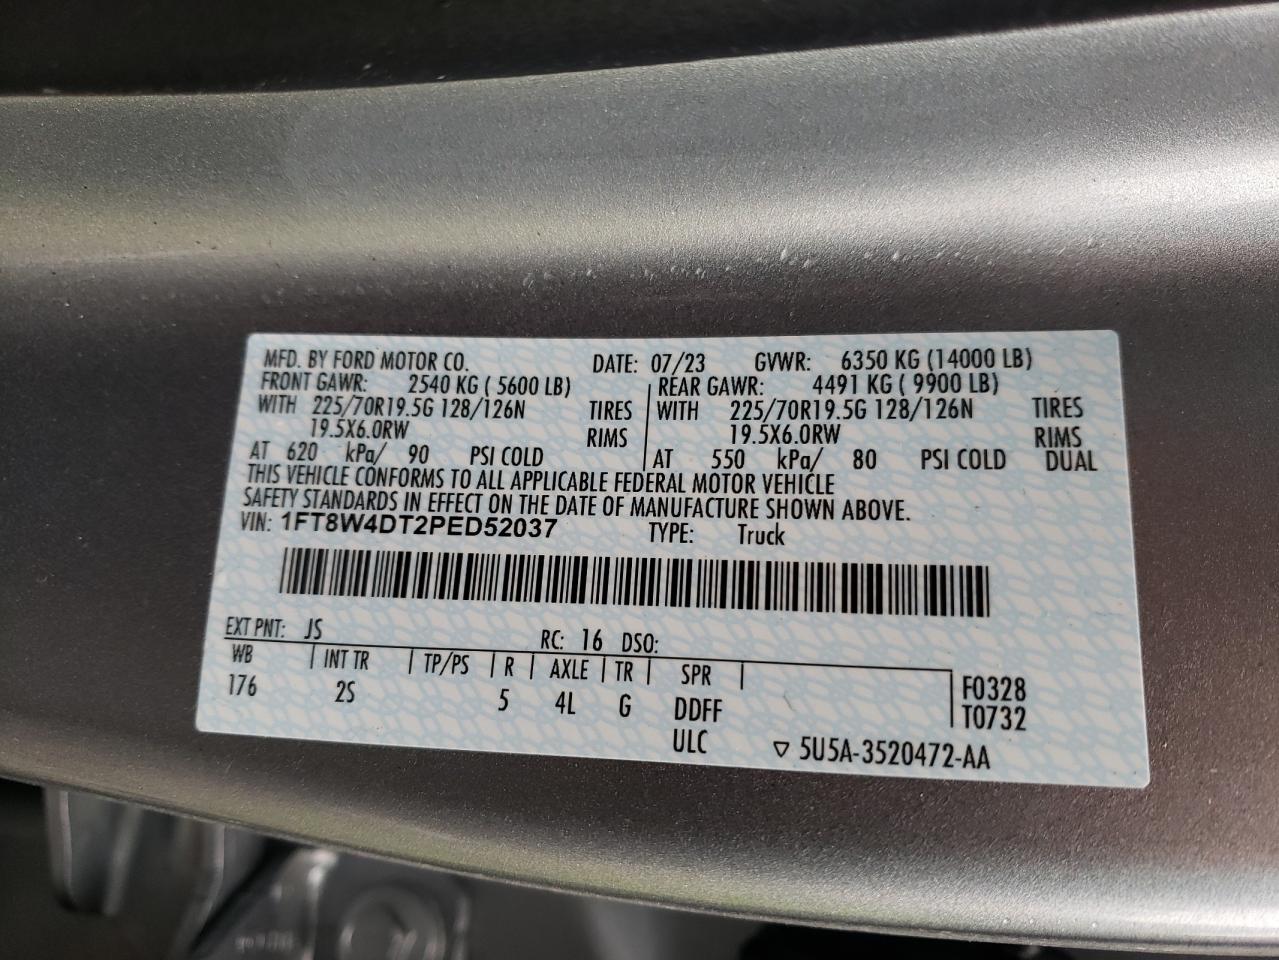 MFD. BY FORD MOTOR CO. DATE: 07/23 GVWR: 6350 KG (14000 LB)
FRONT GAWR: 2540 KG ( 5600 LB) REAR GAWR: 4491 KG ( 9900 LB)
WITH 225/70R19.5G 128/126N TIRES WITH 225/70R19.5G 128/126N TIRES
19.5X6.0RW RIMS 19.5X6.0RW RIMS
AT 620 kPa/ 90 PSI COLD AT 550 kPa/ 80 PSI COLD DUAL
THIS VEHICLE CONFORMS TO ALL APPLICABLE FEDERAL MOTOR VEHICLE
SAFETY STANDARDS IN EFFECT ON THE DATE OF MANUFACTURE SHOWN ABOVE.
VIN: 1FT8W4DT2PED52037 TYPE: Truck
EXT PNT: JS RC: 16 DSO:
WB INT TR TP/PS R AXLE TR SPR F0328
176 2S 5 4L G DDFF T0732
ULC ▽ 5U5A-3520472-AA